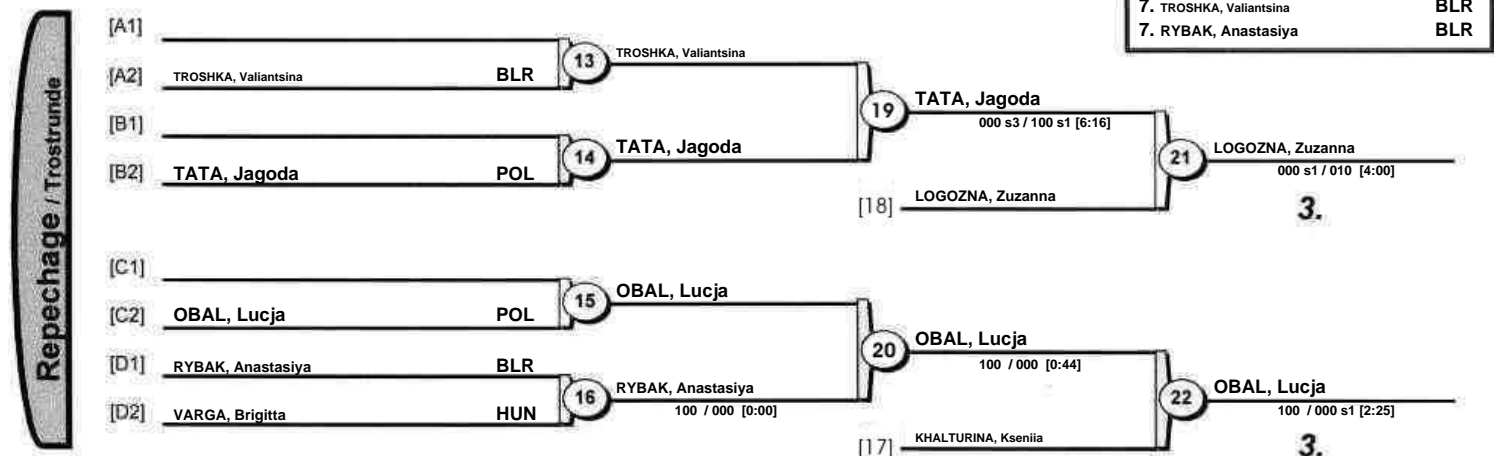 7. TROSHKA, Valiantsina BLR
7. RYBAK, Anastasiya BLR
Repechage / Trostrunde
[A1]
[A2] TROSHKA, Valiantsina BLR
13 TROSHKA, Valiantsina
[B1]
[B2] TATA, Jagoda POL
14 TATA, Jagoda
19 TATA, Jagoda
000 s3 / 100 s1 [6:16]
[18] LOGOZNA, Zuzanna
21 LOGOZNA, Zuzanna
000 s1 / 010 [4:00]
3.
[C1]
[C2] OBAL, Lucja POL
15 OBAL, Lucja
[D1] RYBAK, Anastasiya BLR
[D2] VARGA, Brigitta HUN
16 RYBAK, Anastasiya
100 / 000 [0:00]
20 OBAL, Lucja
100 / 000 [0:44]
[17] KHALTURINA, Kseniia
22 OBAL, Lucja
100 / 000 s1 [2:25]
3.